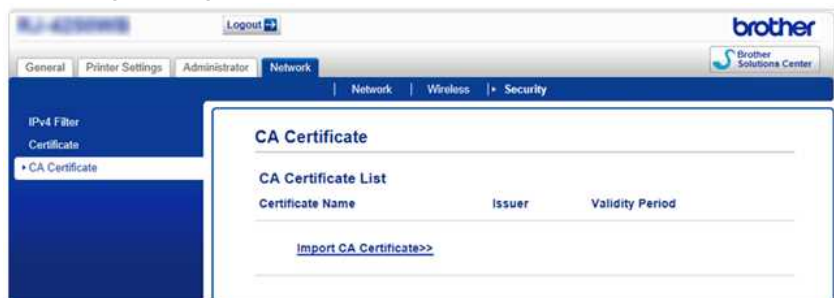 Logout
brother
General Printer Settings Administrator Network
Brother
Solutions Center
Network | Wireless | Security
IPv4 Filter
Certificate
CA Certificate
CA Certificate
CA Certificate List
Certificate Name Issuer Validity Period
Import CA Certificate>>